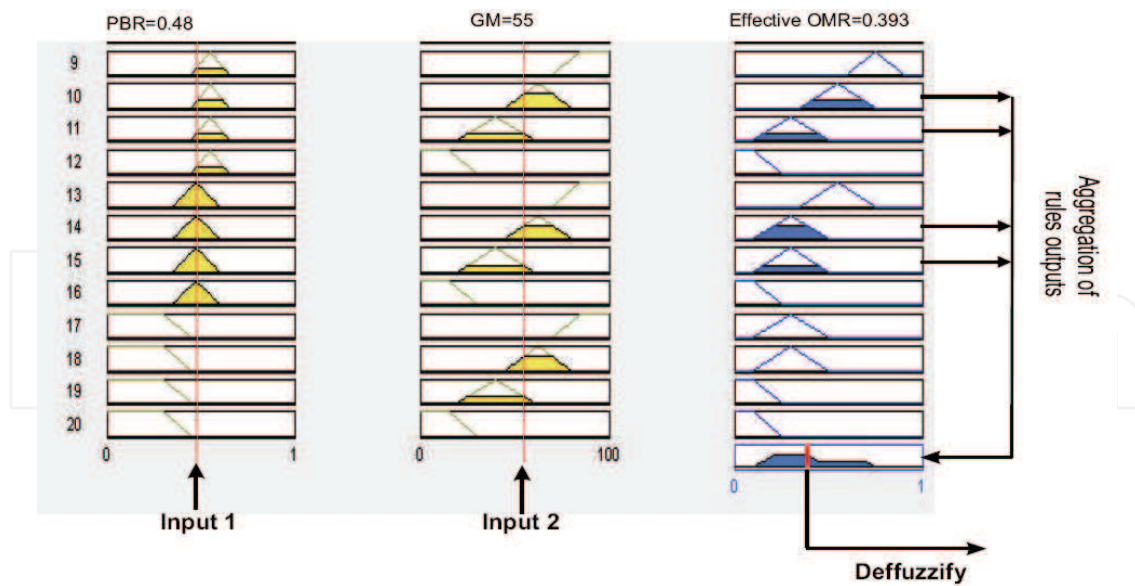 PBR=0.48
GM=55
Effective OMR=0.393
9
10
11
12
13
14
15
16
17
18
19
20
0
1
0
100
0
1
Input 1
Input 2
Deffuzzify
Aggregation of
rules outputs